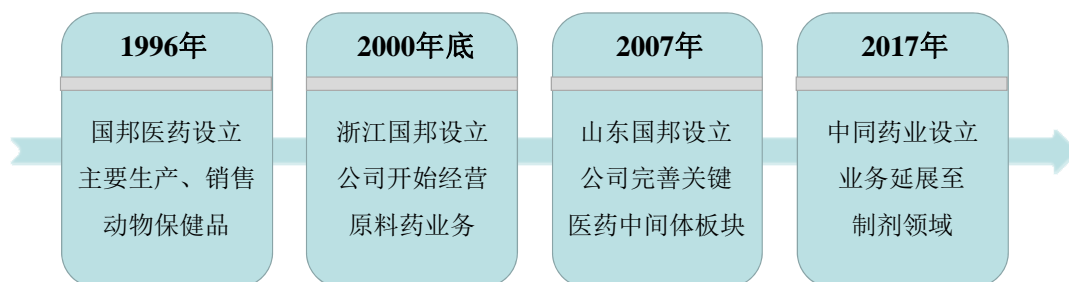 1996年
国邦医药设立
主要生产、销售
动物保健品
2000年底
浙江国邦设立
公司开始经营
原料药业务
2007年
山东国邦设立
公司完善关键
医药中间体板块
2017年
中同药业设立
业务延展至
制剂领域